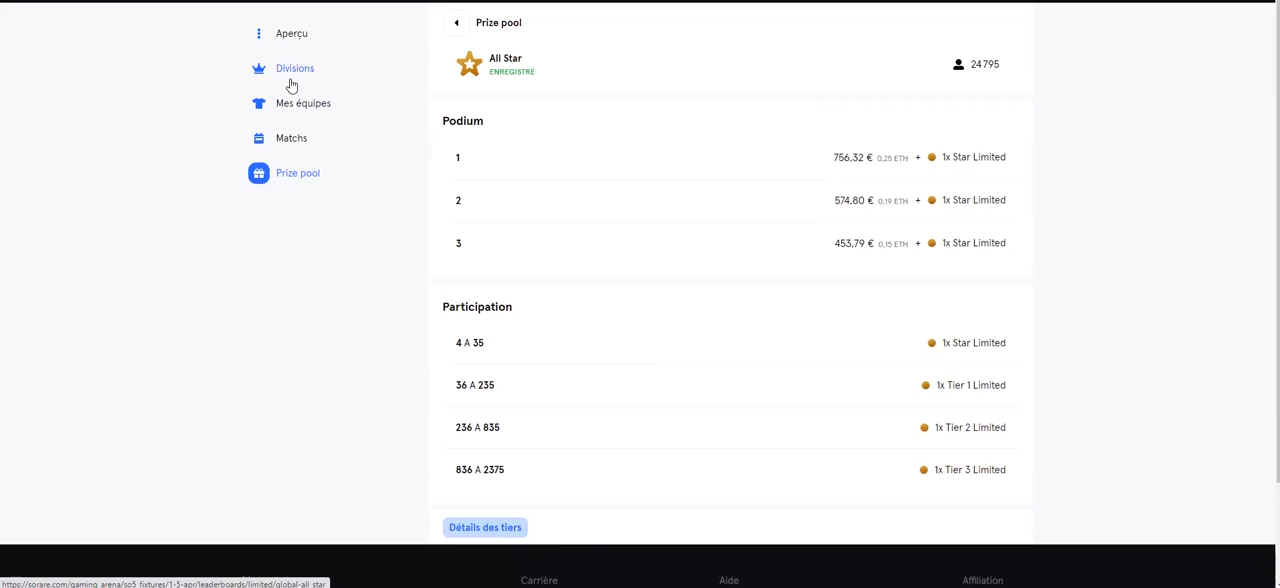 Aperçu
Divisions
Mes équipes
Matchs
Prize pool
Prize pool
All Star
ENREGISTRÉ
24 795
Podium
1
756,32 € 0,25 ETH + 1x Star Limited
2
574,80 € 0,19 ETH + 1x Star Limited
3
453,79 € 0,15 ETH + 1x Star Limited
Participation
4 A 35
1x Star Limited
36 A 235
1x Tier 1 Limited
236 A 835
1x Tier 2 Limited
836 A 2375
1x Tier 3 Limited
Détails des tiers
Carrière
Aide
Affiliation
https://sorare.com/gaming_arena/so5_fixtures/1-5-apr/leaderboards/limited/global-all_star